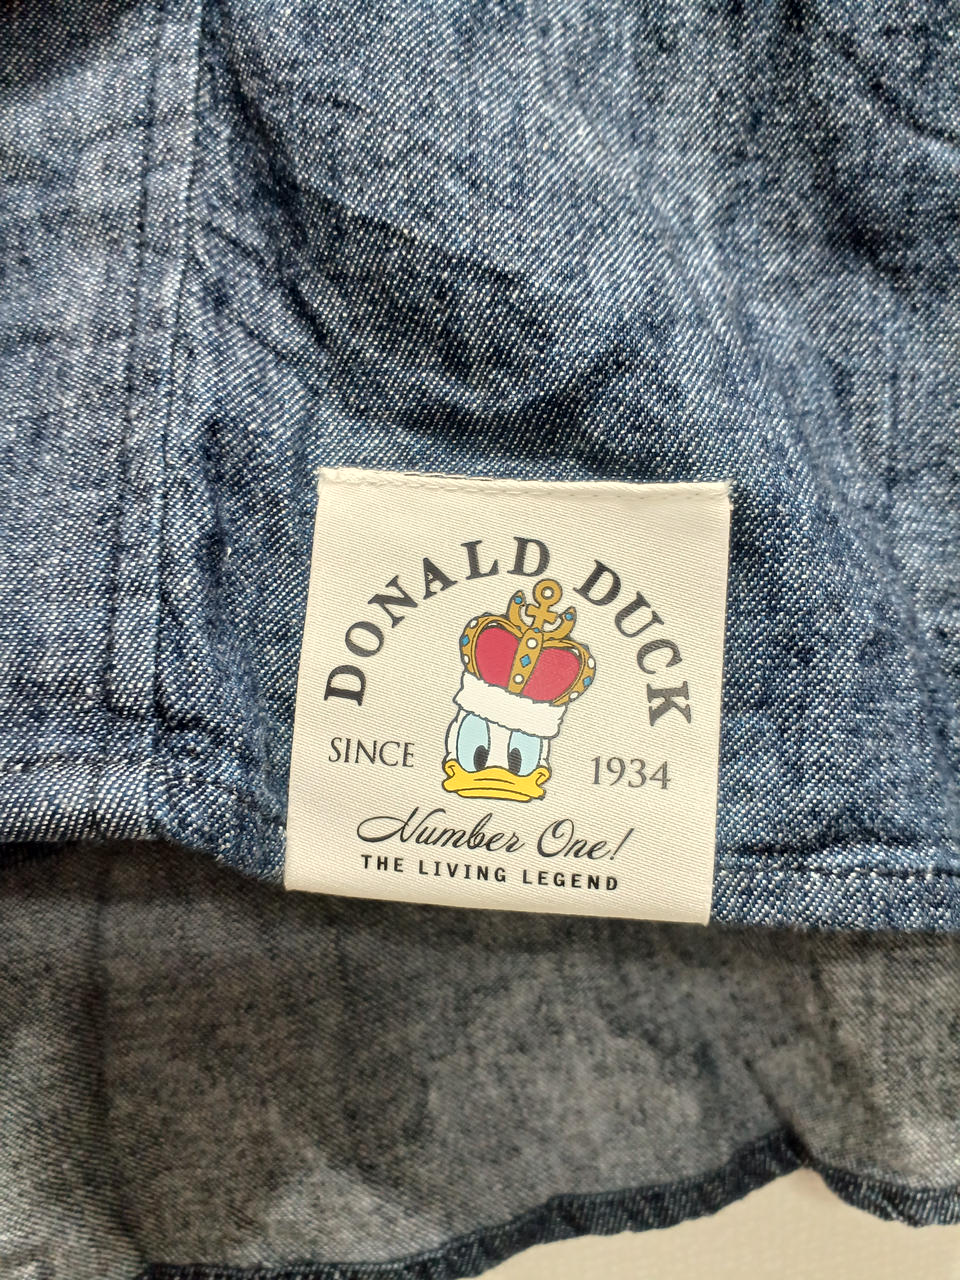 DONALD DUCK
SINCE 1934
Number One!
THE LIVING LEGEND